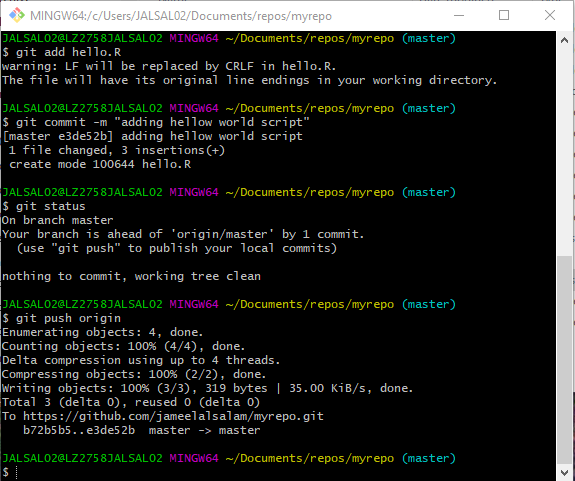 MINGW64:/c/Users/JALSAL02/Documents/repos/myrepo
JALSAL02@LZ2758JALSAL02 MINGW64 ~/Documents/repos/myrepo (master)
$ git add hello.R
warning: LF will be replaced by CRLF in hello.R.
The file will have its original line endings in your working directory.
JALSAL02@LZ2758JALSAL02 MINGW64 ~/Documents/repos/myrepo (master)
$ git commit -m "adding hellow world script"
[master e3de52b] adding hellow world script
 1 file changed, 3 insertions(+)
 create mode 100644 hello.R
JALSAL02@LZ2758JALSAL02 MINGW64 ~/Documents/repos/myrepo (master)
$ git status
On branch master
Your branch is ahead of 'origin/master' by 1 commit.
  (use "git push" to publish your local commits)
nothing to commit, working tree clean
JALSAL02@LZ2758JALSAL02 MINGW64 ~/Documents/repos/myrepo (master)
$ git push origin
Enumerating objects: 4, done.
Counting objects: 100% (4/4), done.
Delta compression using up to 4 threads.
Compressing objects: 100% (2/2), done.
Writing objects: 100% (3/3), 319 bytes | 35.00 KiB/s, done.
Total 3 (delta 0), reused 0 (delta 0)
To https://github.com/jameelalsalam/myrepo.git
   b72b5b5..e3de52b  master -> master
JALSAL02@LZ2758JALSAL02 MINGW64 ~/Documents/repos/myrepo (master)
$